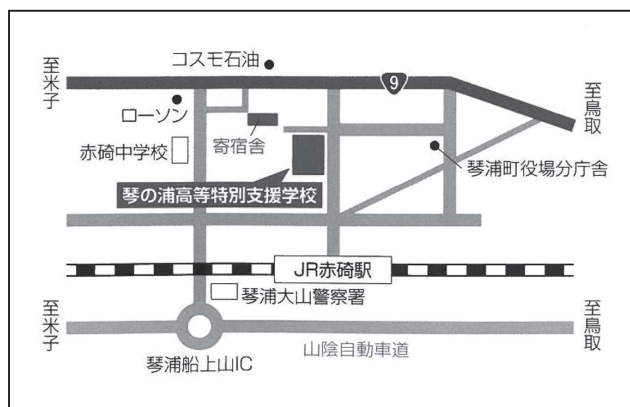 コスモ石油
至米子
9
至鳥取
ローソン
寄宿舎
赤碕中学校
琴浦町役場分庁舎
琴の浦高等特別支援学校
JR赤碕駅
琴浦大山警察署
至米子
至鳥取
山陰自動車道
琴浦船上山IC